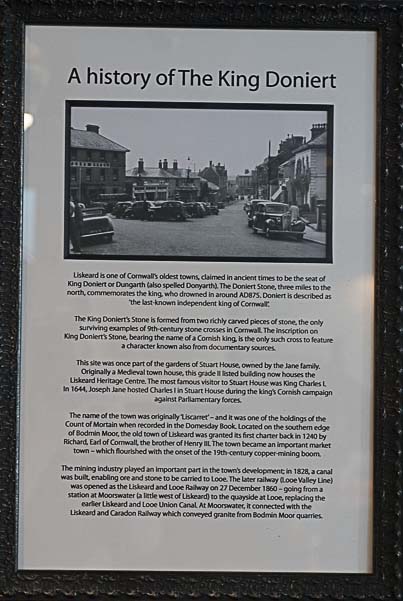 A history of The King Doniert
Liskeard is one of Cornwall's oldest towns, claimed in ancient times to be the seat of
King Doniert or Dungarth (also spelled Donyarth). The Doniert Stone, three miles to the
north, commemorates the king, who drowned in around AD875. Doniert is described as
'the last-known independent king of Cornwall'.
The King Doniert's Stone is formed from two richly carved pieces of stone, the only
surviving examples of 9th-century stone crosses in Cornwall. The inscription on
King Doniert's Stone, bearing the name of a Cornish king, is the only such cross to feature
a character known also from documentary sources.
This site was once part of the gardens of Stuart House, owned by the Jane family.
Originally a Medieval town house, this grade II listed building now houses the
Liskeard Heritage Centre. The most famous visitor to Stuart House was King Charles I.
In 1644, Joseph Jane hosted Charles I in Stuart House during the king's Cornish campaign
against Parliamentary forces.
The name of the town was originally 'Liscarret' – and it was one of the holdings of the
Count of Mortain when recorded in the Domesday Book. Located on the southern edge
of Bodmin Moor, the old town of Liskeard was granted its first charter back in 1240 by
Richard, Earl of Cornwall, the brother of Henry III. The town became an important market
town – which flourished with the onset of the 19th-century copper-mining boom.
The mining industry played an important part in the town's development; in 1828, a canal
was built, enabling ore and stone to be carried to Looe. The later railway (Looe Valley Line)
was opened as the Liskeard and Looe Railway on 27 December 1860 – going from a
station at Moorswater (a little west of Liskeard) to the quayside at Looe, replacing the
earlier Liskeard and Looe Union Canal. At Moorswater, it connected with the
Liskeard and Caradon Railway which conveyed granite from Bodmin Moor quarries.